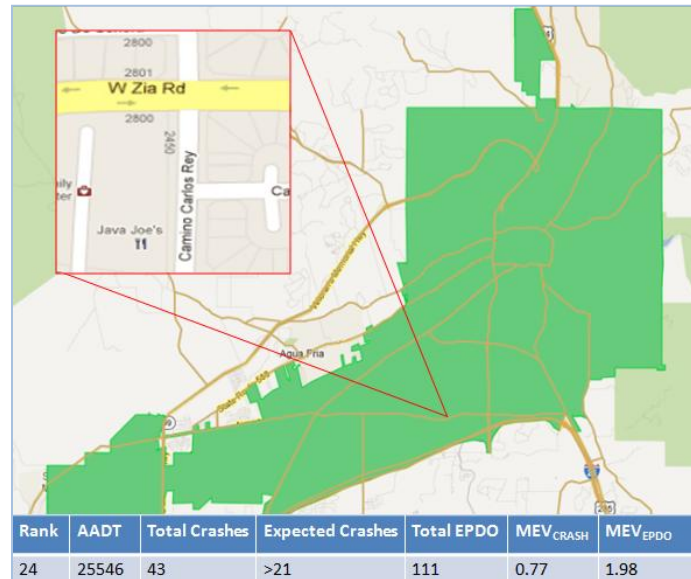 2800
2801
W Zia Rd
2800
2450
Camino Carlos Rey
Ca
Java Joe's
Agua Fria
Rank AADT Total Crashes Expected Crashes Total EPDO MEVCRASH MEVEPDO
24 25546 43 >21 111 0.77 1.98